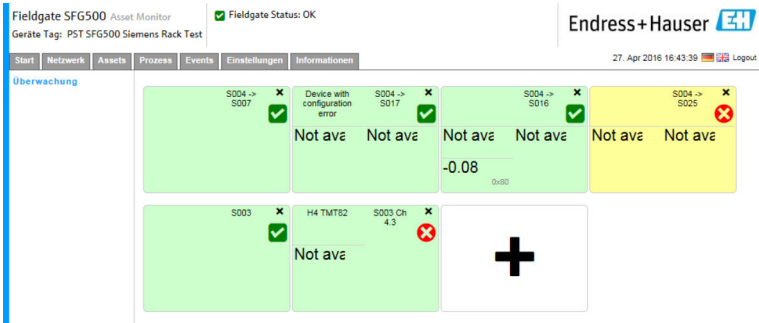 Fieldgate SFG500 Asset Monitor
Fieldgate Status: OK
Geräte Tag: PST SFG500 Siemens Rack Test
Endress+Hauser EH
Start Netzwerk Assets Prozess Events Einstellungen Informationen
27. Apr 2016 16:43:39 Logout
Überwachung
S004 ->
S007
Device with
configuration
error
S004 ->
S017
Not ava Not ava
S004 ->
S016
Not ava Not ava
-0.08
0x80
S004 ->
S025
Not ava Not ava
S003
H4 TMT82
S003 Ch
4.3
Not ava